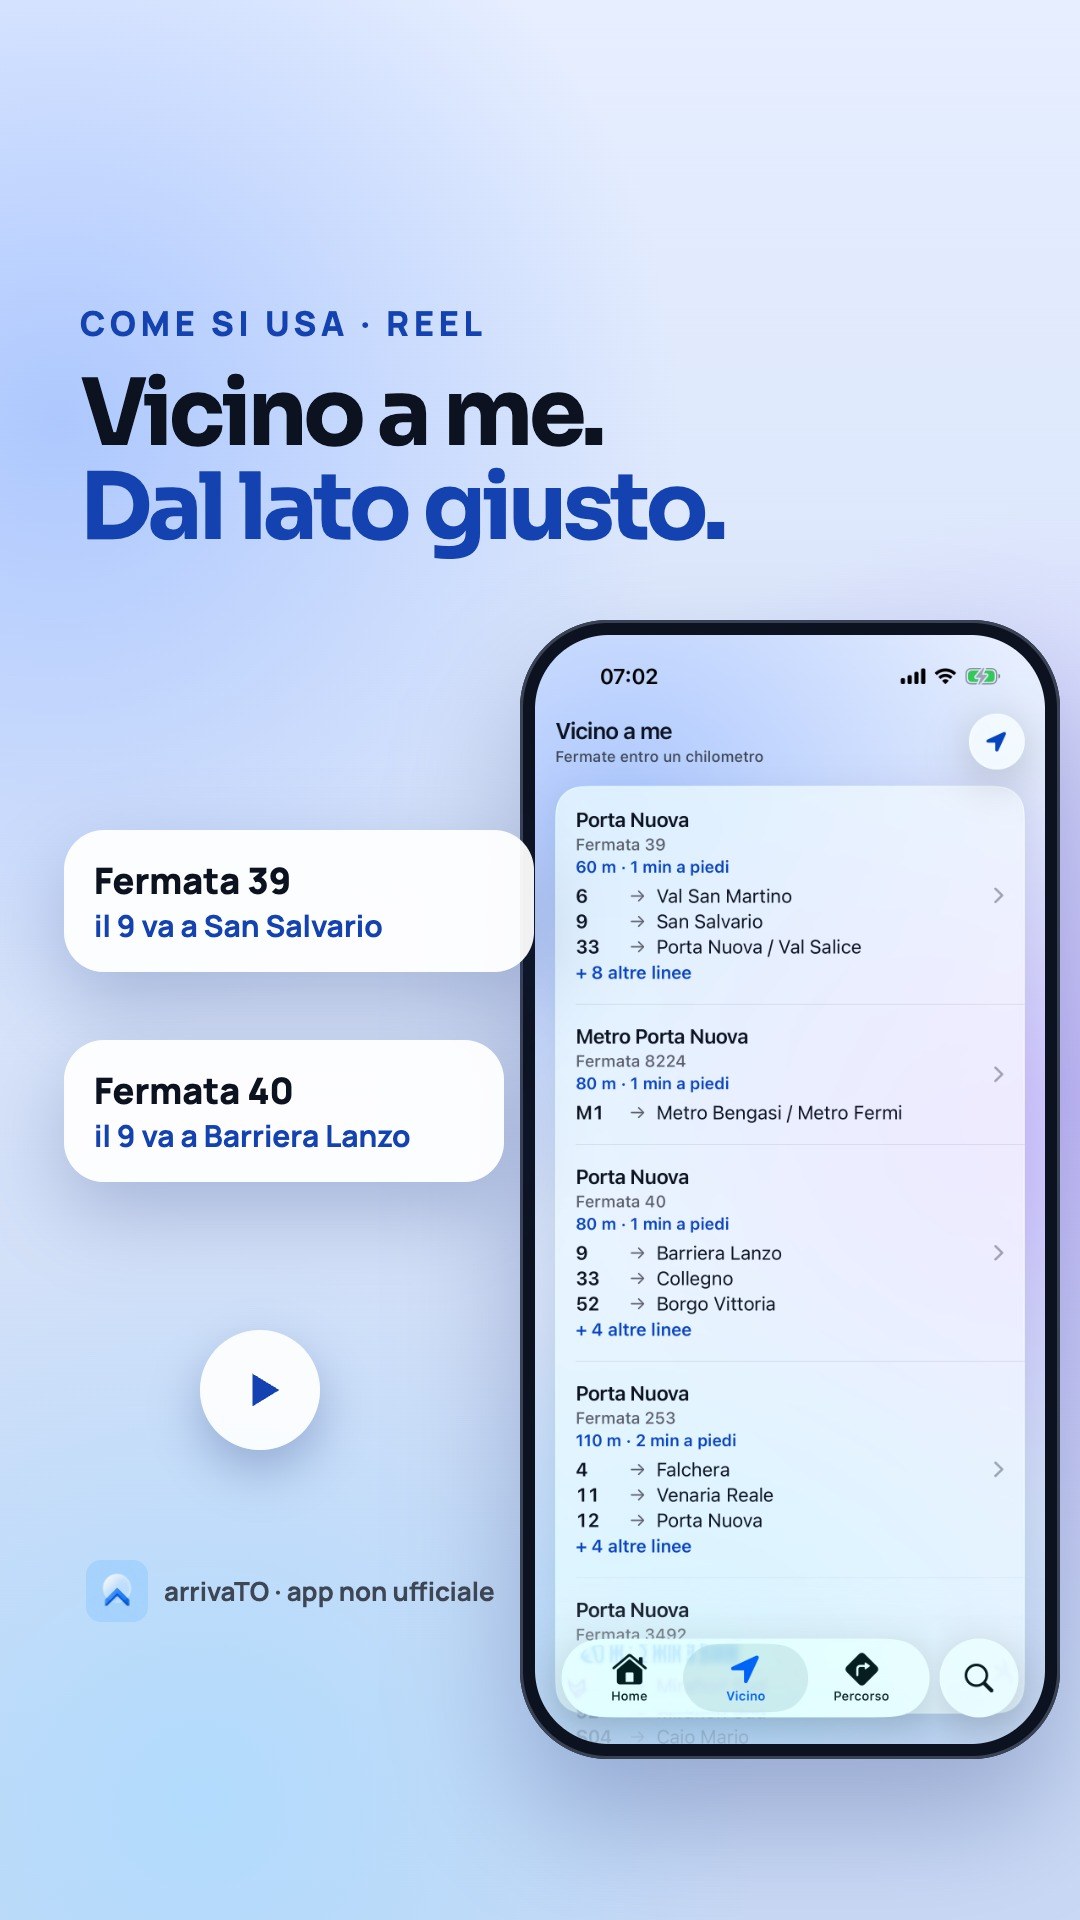 COME SI USA · REEL
Vicino a me.
Dal lato giusto.
07:02
Vicino a me
Fermate entro un chilometro
Porta Nuova
Fermata 39
60 m · 1 min a piedi
6 → Val San Martino
9 → San Salvario
33 → Porta Nuova / Val Salice
+ 8 altre linee
Fermata 39
il 9 va a San Salvario
Metro Porta Nuova
Fermata 8224
80 m · 1 min a piedi
M1 → Metro Bengasi / Metro Fermi
Fermata 40
il 9 va a Barriera Lanzo
Porta Nuova
Fermata 40
80 m · 1 min a piedi
9 → Barriera Lanzo
33 → Collegno
52 → Borgo Vittoria
+ 4 altre linee
Porta Nuova
Fermata 253
110 m · 2 min a piedi
4 → Falchera
11 → Venaria Reale
12 → Porta Nuova
+ 4 altre linee
Porta Nuova
Fermata 3492
Home
Vicino
Percorso
S04 → Caio Mario
arrivaTO · app non ufficiale